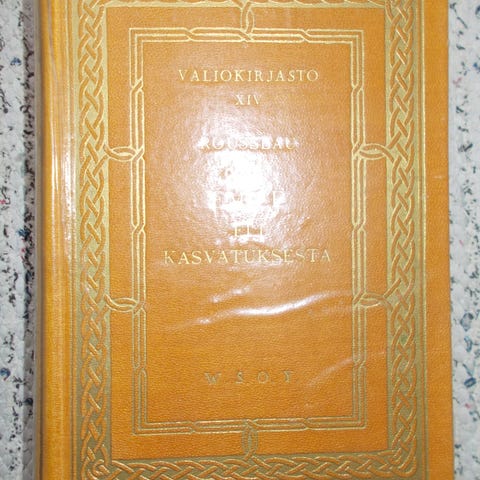 VALIOKIRJASTO
XIV
ROUSSEAU
ELI
KASVATUKSESTA
W. S. O. Y